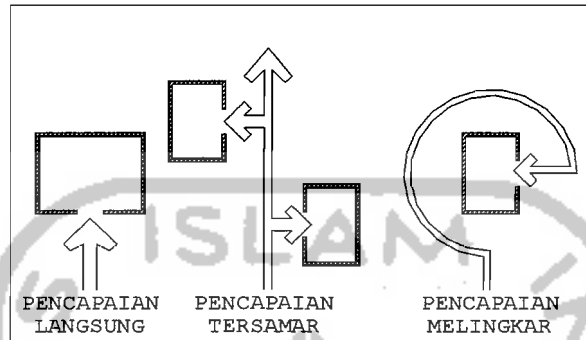 ISLAM
PENCAPAIAN
LANGSUNG
PENCAPAIAN
TERSAMAR
PENCAPAIAN
MELINGKAR